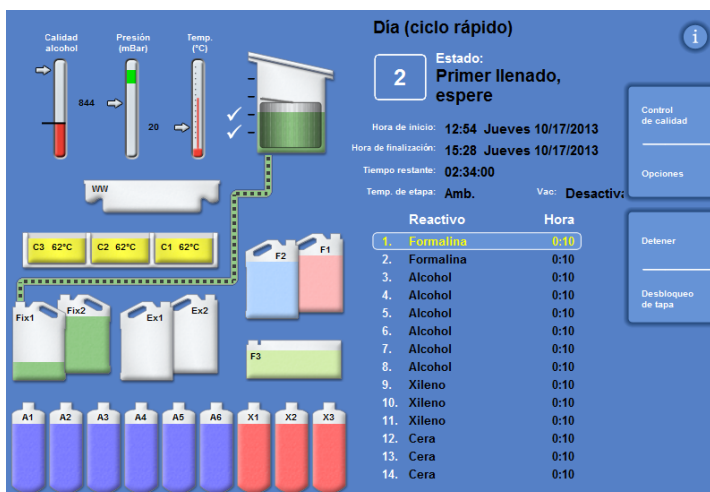 Calidad
alcohol
Presión
(mBar)
Temp.
(°C)
844
20
WW
C3 62°C
C2 62°C
C1 62°C
F2
F1
Fix1
Fix2
Ex1
Ex2
F3
A1
A2
A3
A4
A5
A6
X1
X2
X3
Día (ciclo rápido)
2
Estado:
Primer llenado,
espere
Hora de inicio: 12:54 Jueves 10/17/2013
Hora de finalización: 15:28 Jueves 10/17/2013
Tiempo restante: 02:34:00
Temp. de etapa: Amb. Vac: Desactiva
Reactivo Hora
1. Formalina 0:10
2. Formalina 0:10
3. Alcohol 0:10
4. Alcohol 0:10
5. Alcohol 0:10
6. Alcohol 0:10
7. Alcohol 0:10
8. Alcohol 0:10
9. Xileno 0:10
10. Xileno 0:10
11. Xileno 0:10
12. Cera 0:10
13. Cera 0:10
14. Cera 0:10
i
Control
de calidad
Opciones
Detener
Desbloqueo
de tapa